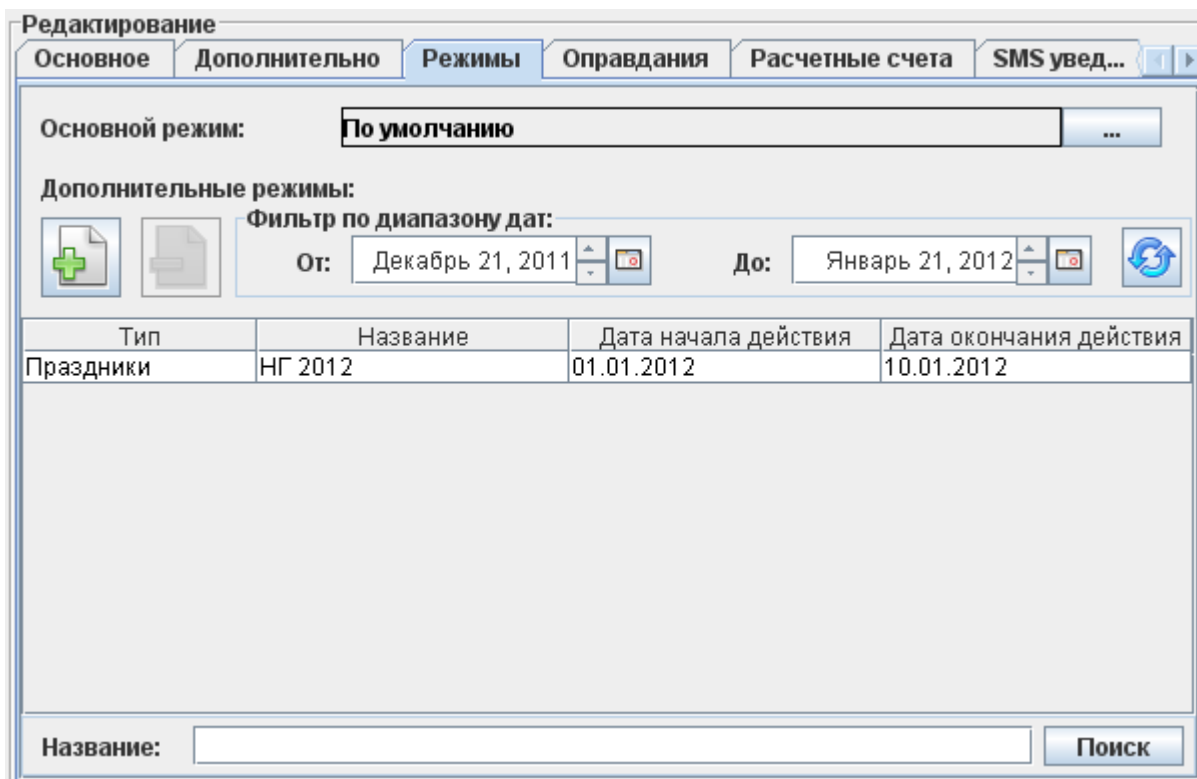 Редактирование
Основное Дополнительно Режимы Оправдания Расчетные счета SMS увед...
Основной режим: По умолчанию ...
Дополнительные режимы:
Фильтр по диапазону дат:
От: Декабрь 21, 2011 До: Январь 21, 2012
Тип Название Дата начала действия Дата окончания действия
Праздники НГ 2012 01.01.2012 10.01.2012
Название: Поиск